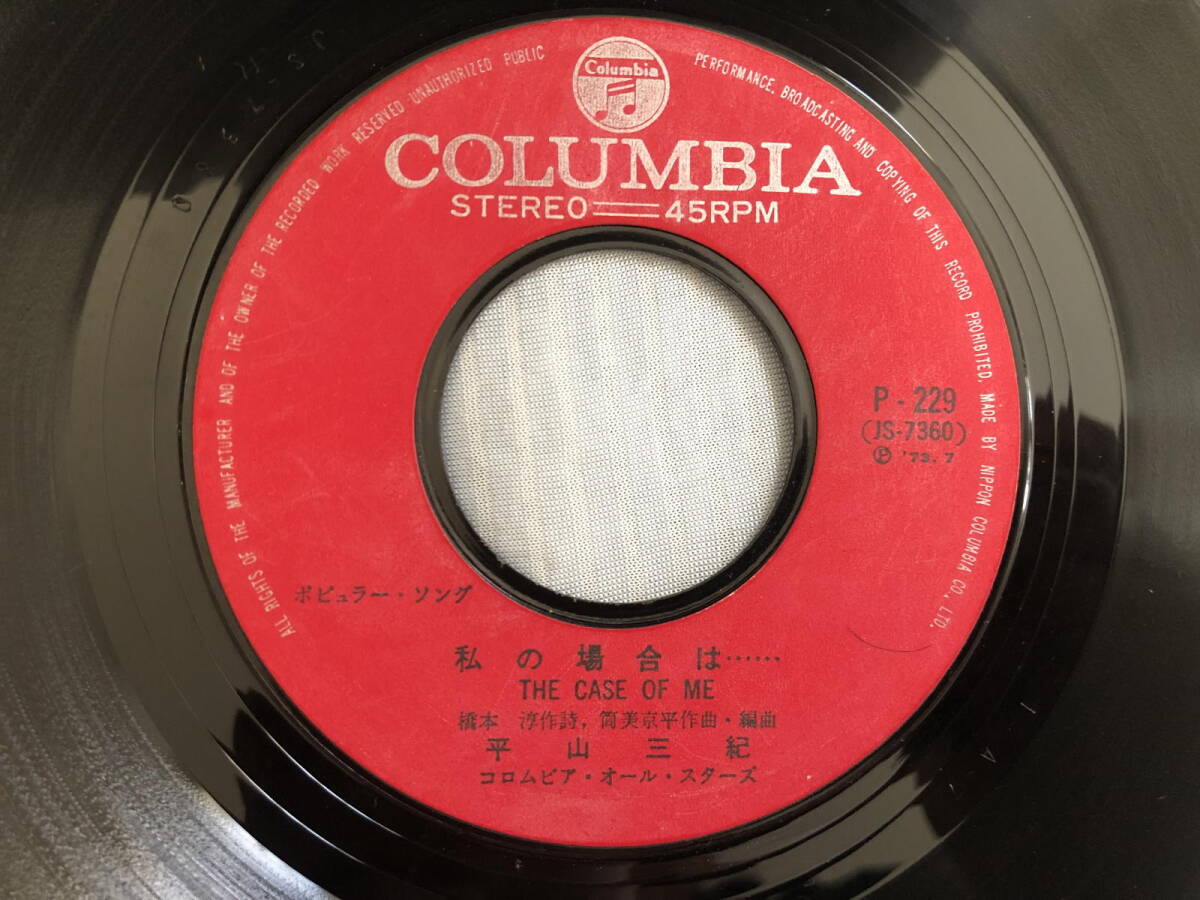 Columbia
COLUMBIA
STEREO 45RPM
ALL RIGHTS OF THE MANUFACTURER AND OF THE OWNER OF THE RECORDED WORK RESERVED UNAUTHORIZED PUBLIC
PERFORMANCE, BROADCASTING AND COPYING OF THIS RECORD PROHIBITED. MADE BY NIPPON COLUMBIA CO., LTD.
P-229
(JS-7360)
Ⓟ '73.7
ポピュラー・ソング
私の場合は……
THE CASE OF ME
橋本 淳作詩, 筒美京平作曲・編曲
平山三紀
コロムビア・オール・スターズ